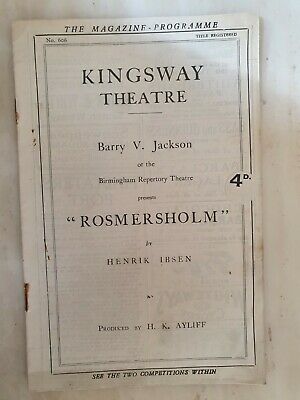 THE MAGAZINE-PROGRAMME
No. 606
TITLE REGISTERED
KINGSWAY
THEATRE
Barry V. Jackson
of the
Birmingham Repertory Theatre
4D.
presents
"ROSMERSHOLM"
by
HENRIK IBSEN
PRODUCED by H. K. AYLIFF
SEE THE TWO COMPETITIONS WITHIN